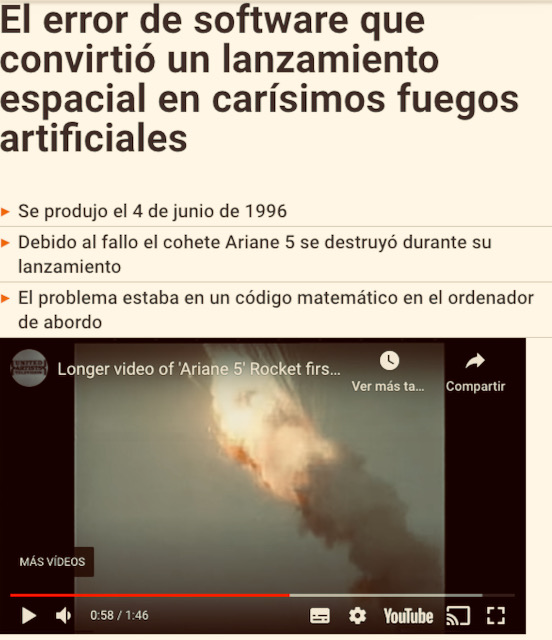 El error de software que
convirtió un lanzamiento
espacial en carísimos fuegos
artificiales
Se produjo el 4 de junio de 1996
Debido al fallo el cohete Ariane 5 se destruyó durante su
lanzamiento
El problema estaba en un código matemático en el ordenador
de abordo
UNITED
ARTISTS
TELEVISION
Longer video of 'Ariane 5' Rocket firs...
Ver más ta...
Compartir
MÁS VÍDEOS
0:58 / 1:46
YouTube